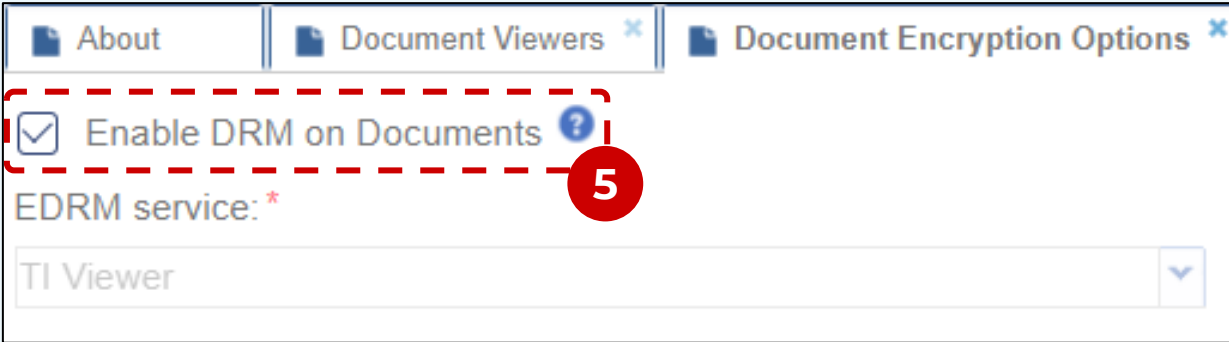 About Document Viewers Document Encryption Options
Enable DRM on Documents ?
5
EDRM service:*
TI Viewer